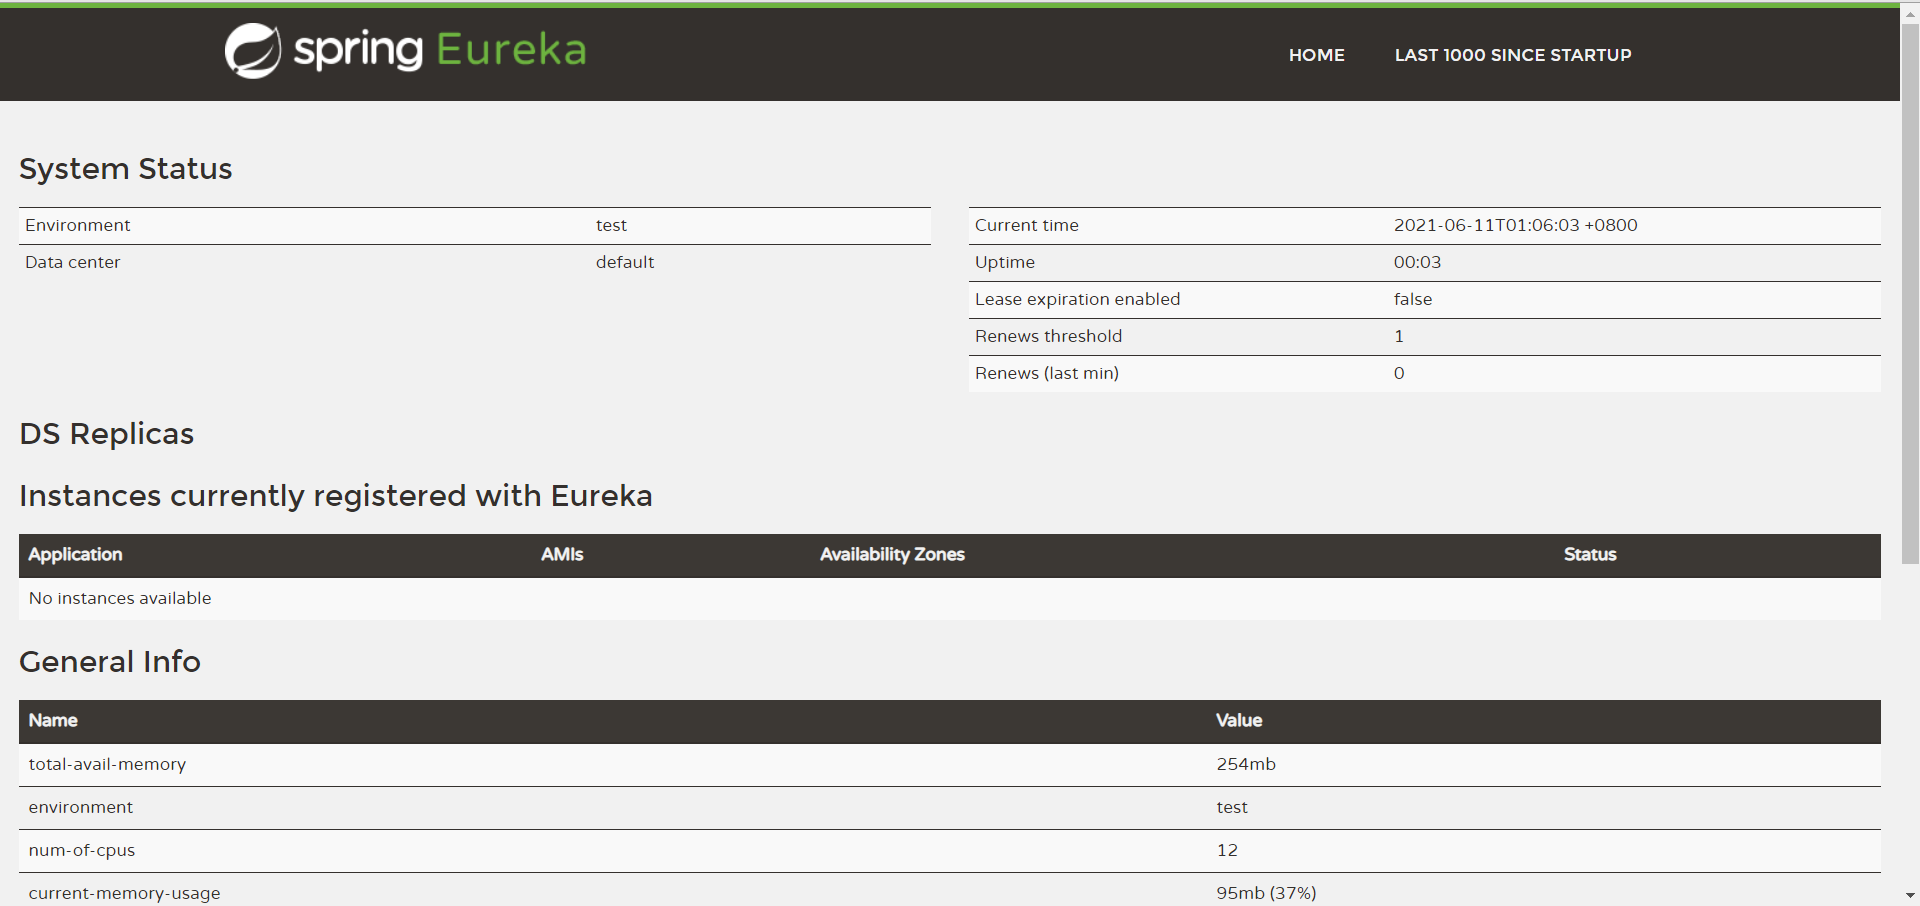 spring Eureka
HOME LAST 1000 SINCE STARTUP
System Status
Environment test
Data center default
Current time 2021-06-11T01:06:03 +0800
Uptime 00:03
Lease expiration enabled false
Renews threshold 1
Renews (last min) 0
DS Replicas
Instances currently registered with Eureka
Application AMIs Availability Zones Status
No instances available
General Info
Name Value
total-avail-memory 254mb
environment test
num-of-cpus 12
current-memory-usage 95mb (37%)